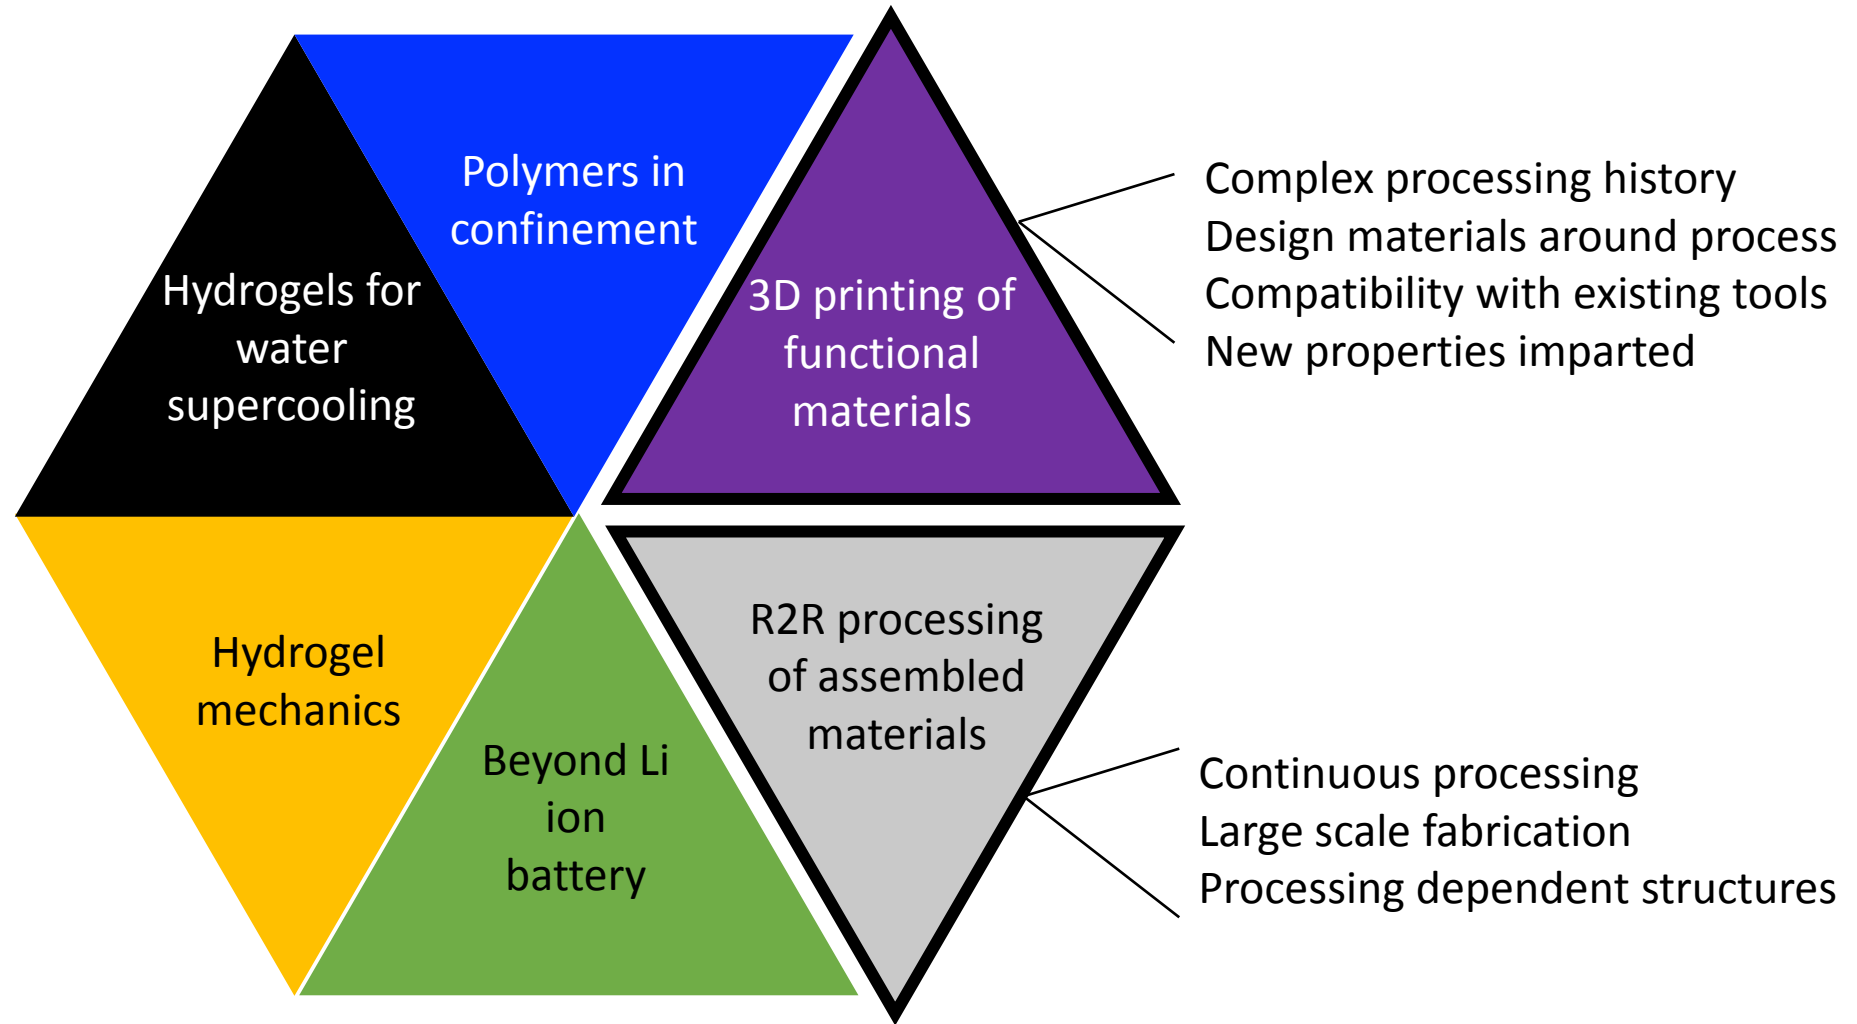 Polymers in
confinement
Hydrogels for
water
supercooling
3D printing of
functional
materials
Complex processing history
Design materials around process
Compatibility with existing tools
New properties imparted
Hydrogel
mechanics
Beyond Li
ion
battery
R2R processing
of assembled
materials
Continuous processing
Large scale fabrication
Processing dependent structures